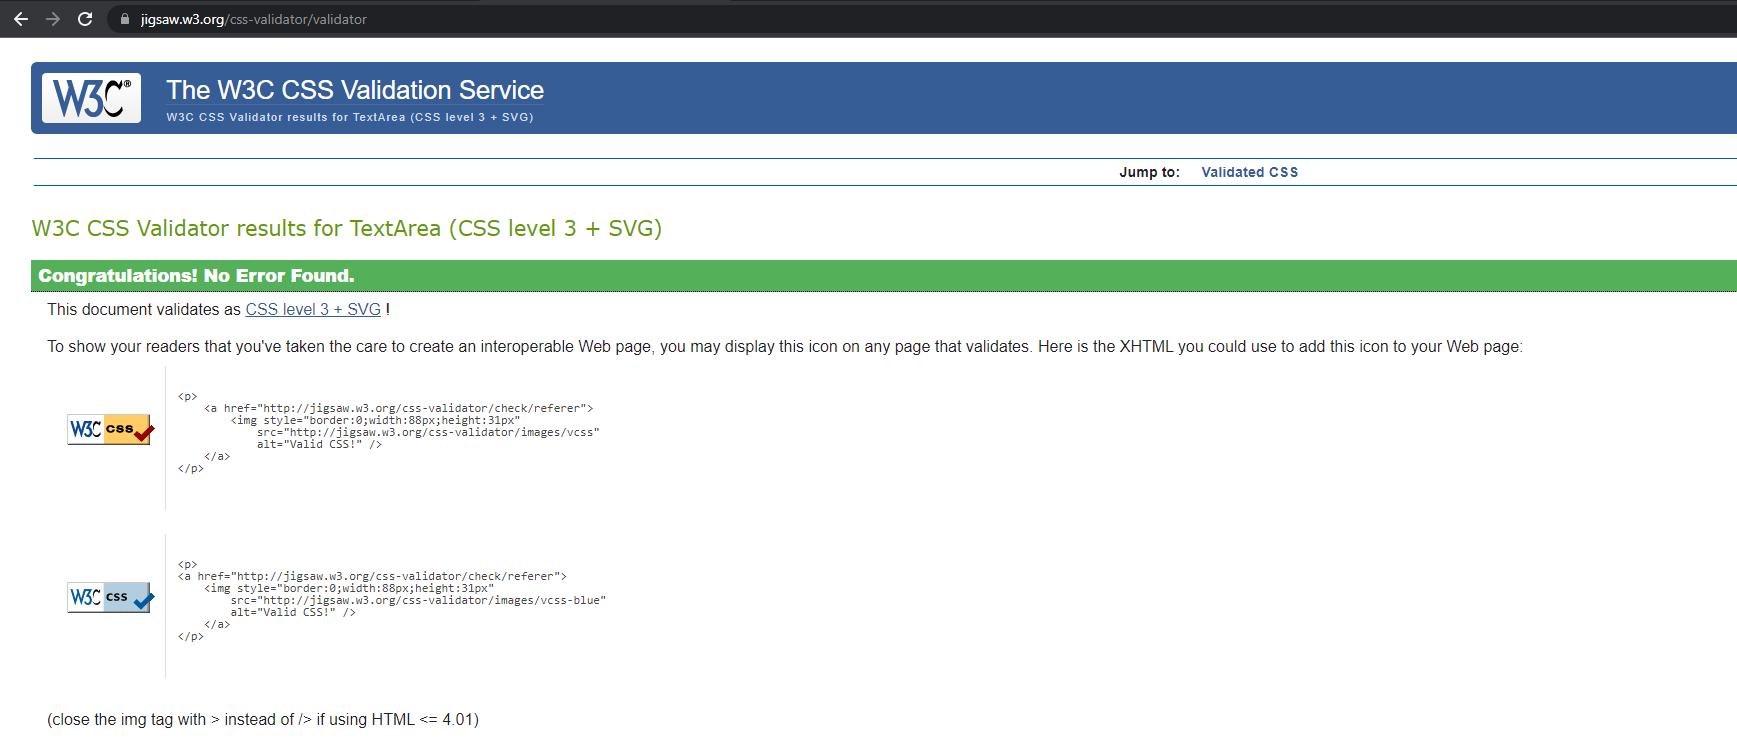 jigsaw.w3.org/css-validator/validator
W3C® The W3C CSS Validation Service
W3C CSS Validator results for TextArea (CSS level 3 + SVG)
Jump to: Validated CSS
W3C CSS Validator results for TextArea (CSS level 3 + SVG)
Congratulations! No Error Found.
This document validates as CSS level 3 + SVG !
To show your readers that you've taken the care to create an interoperable Web page, you may display this icon on any page that validates. Here is the XHTML you could use to add this icon to your Web page:
W3C css
<p>
    <a href="http://jigsaw.w3.org/css-validator/check/referer">
        <img style="border:0;width:88px;height:31px"
            src="http://jigsaw.w3.org/css-validator/images/vcss"
            alt="Valid CSS!" />
    </a>
</p>
W3C css
<p>
<a href="http://jigsaw.w3.org/css-validator/check/referer">
    <img style="border:0;width:88px;height:31px"
        src="http://jigsaw.w3.org/css-validator/images/vcss-blue"
        alt="Valid CSS!" />
    </a>
</p>
(close the img tag with > instead of /> if using HTML <= 4.01)